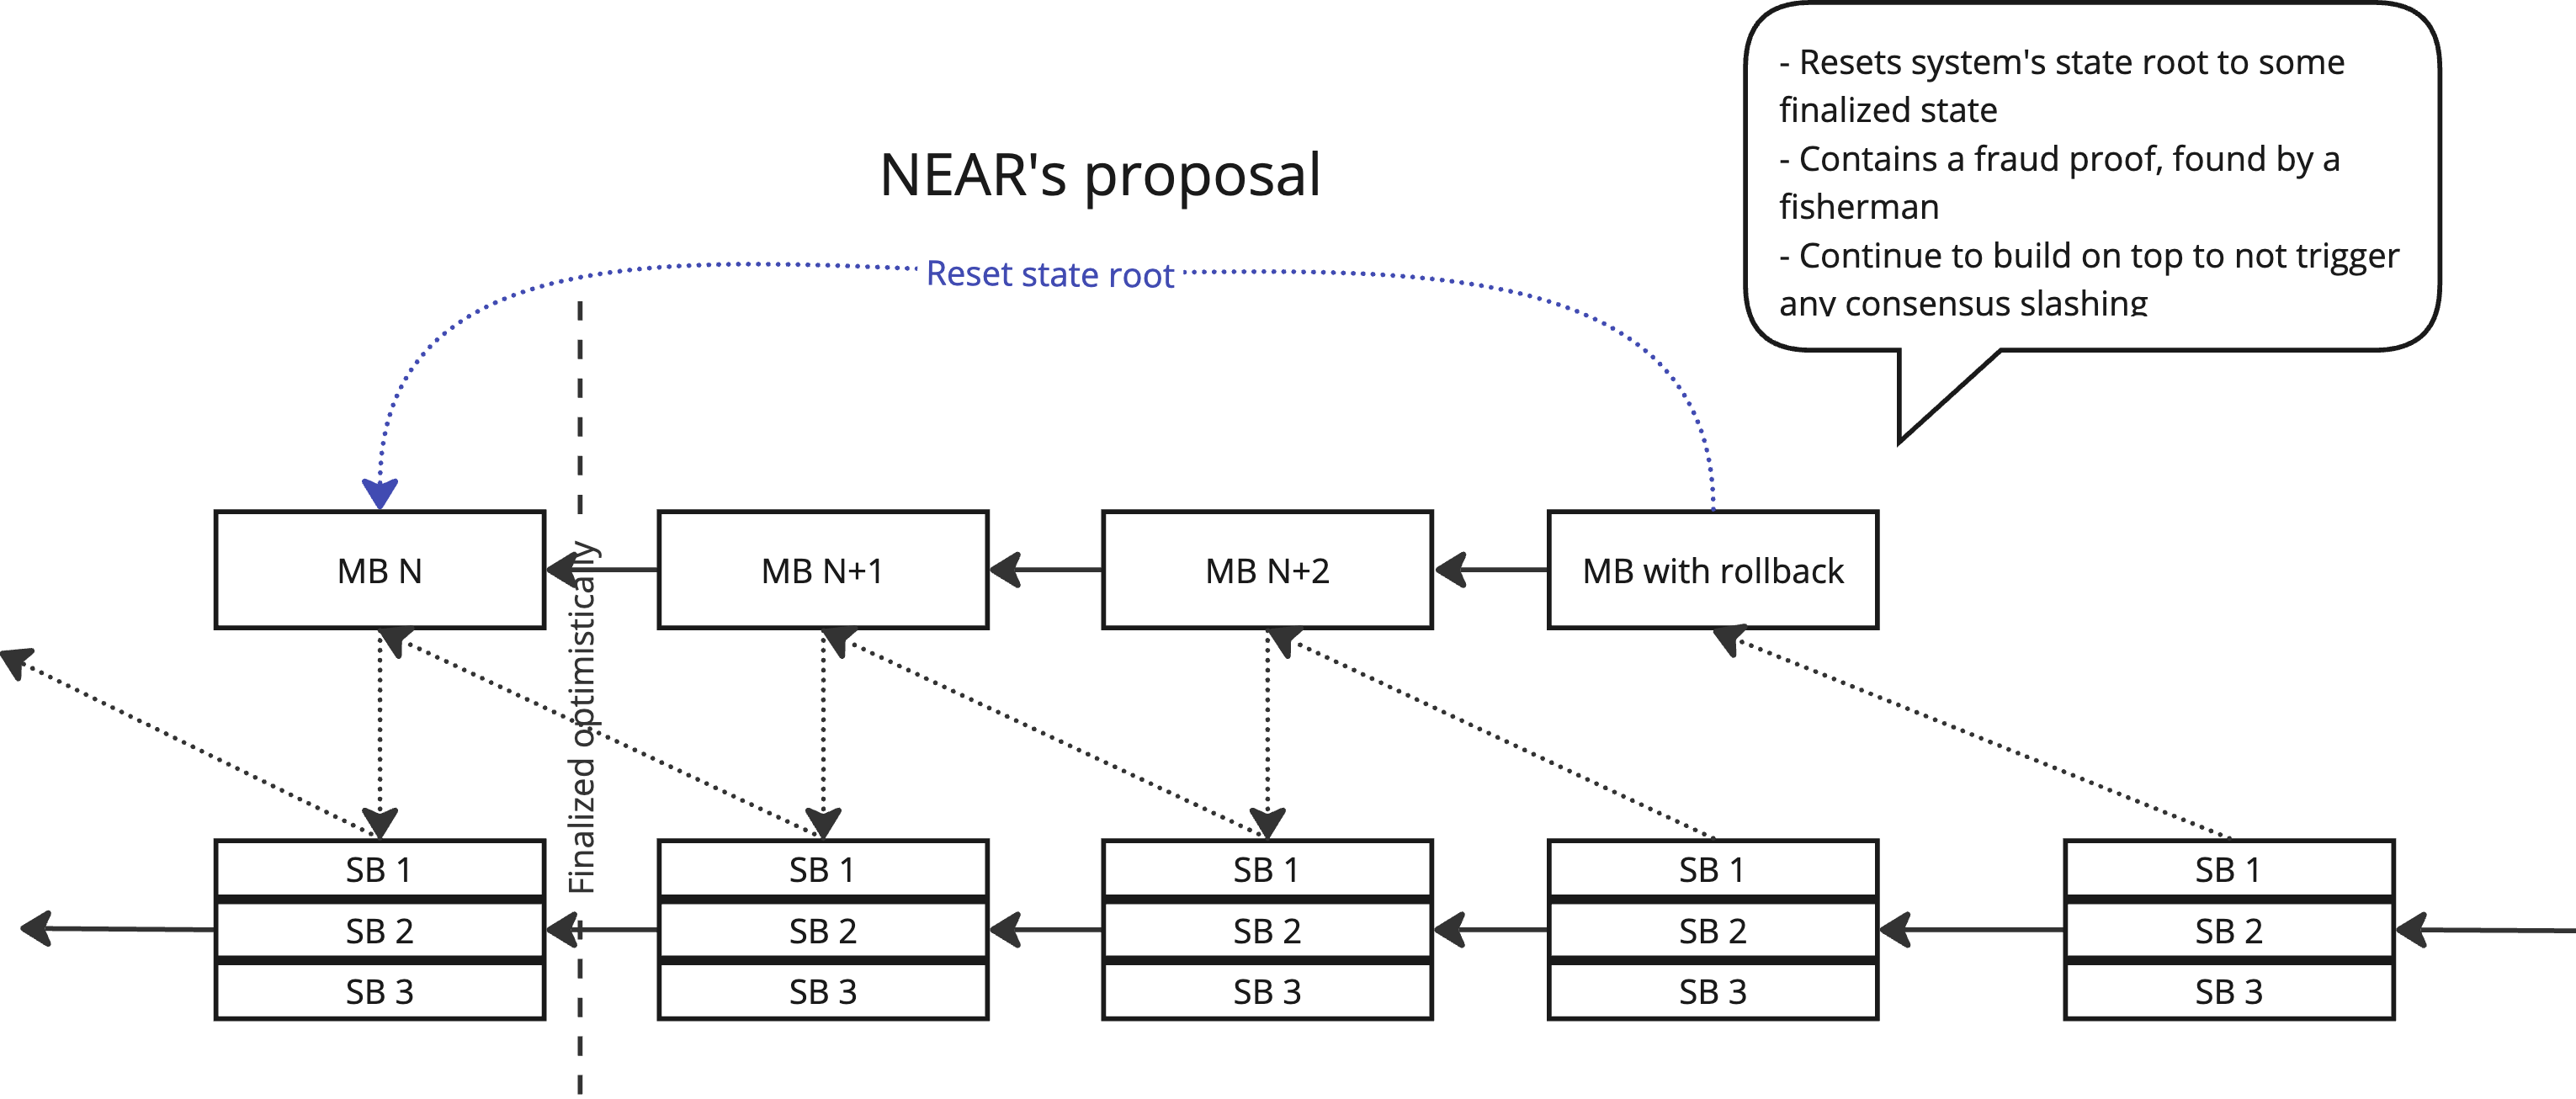 - Resets system's state root to some
finalized state
- Contains a fraud proof, found by a
fisherman
- Continue to build on top to not trigger
any consensus slashing
NEAR's proposal
Reset state root
Finalized optimistically
MB N
MB N+1
MB N+2
MB with rollback
SB 1
SB 1
SB 1
SB 1
SB 1
SB 2
SB 2
SB 2
SB 2
SB 2
SB 3
SB 3
SB 3
SB 3
SB 3